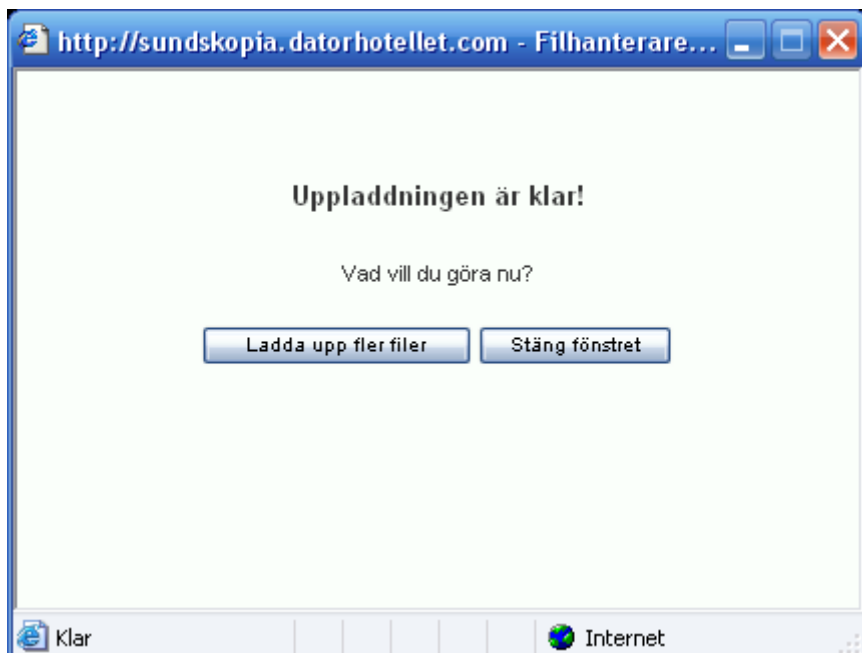 http://sundskopia.datorhotellet.com - Filhanterare...
Uppladdningen är klar!
Vad vill du göra nu?
Ladda upp fler filer Stäng fönstret
Klar Internet